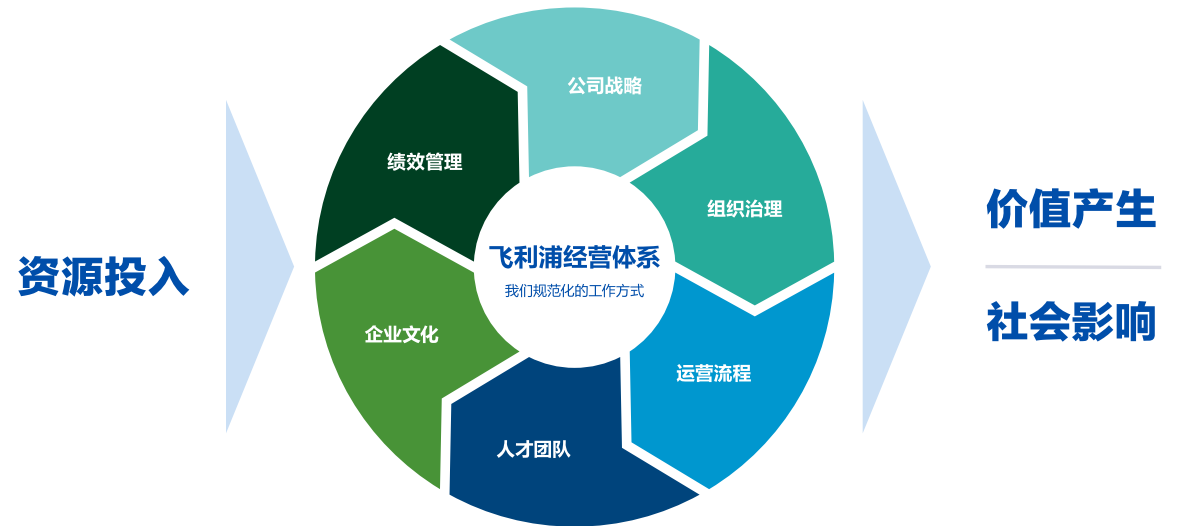 资源投入
公司战略
组织治理
运营流程
人才团队
企业文化
绩效管理
飞利浦经营体系
我们规范化的工作方式
价值产生
社会影响